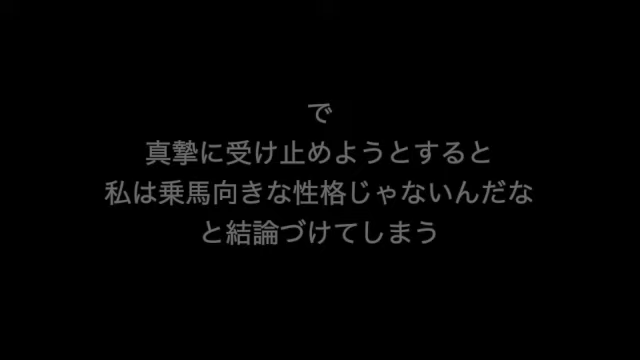 で
真摯に受け止めようとすると
私は乗馬向きな性格じゃないんだな
と結論づけてしまう